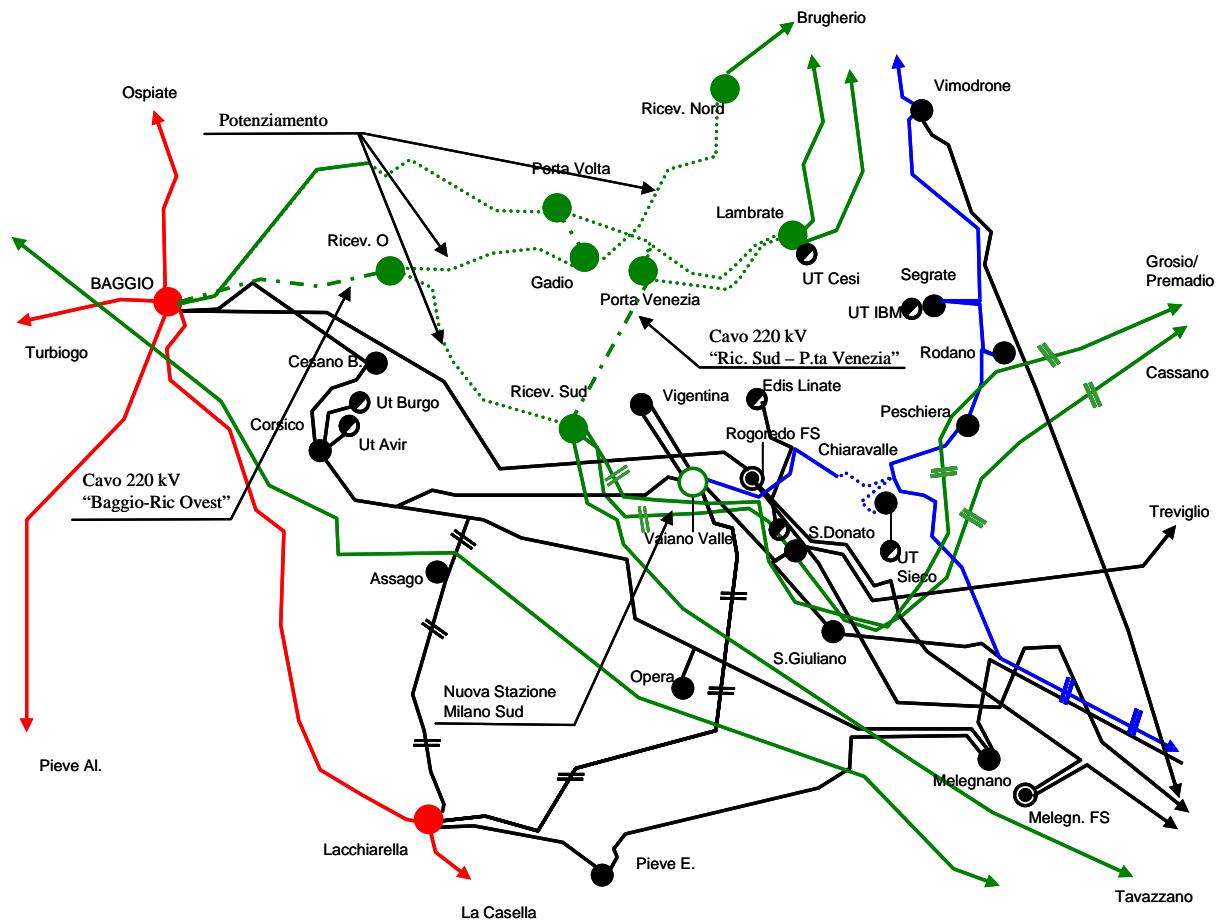 Brugherio
Ospiate
Vimodrone
Ricev. Nord
Potenziamento
Porta Volta
Lambrate
Ricev. O
Grosio/
Premadio
BAGGIO
Gadio
UT Cesi
Segrate
Porta Venezia
UT IBM
Turbiogo
Cavo 220 kV
“Ric. Sud – P.ta Venezia”
Rodano
Cesano B.
Cassano
Edis Linate
Ricev. Sud
Vigentina
Ut Burgo
Peschiera
Corsico
Rogoredo FS
Ut Avir
Chiaravalle
Cavo 220 kV
“Baggio-Ric Ovest”
Treviglio
S.Donato
Vaiano Valle
UT
Sieco
Assago
S.Giuliano
Opera
Nuova Stazione
Milano Sud
Pieve Al.
Melegnano
Melegn. FS
Lacchiarella
Pieve E.
Tavazzano
La Casella